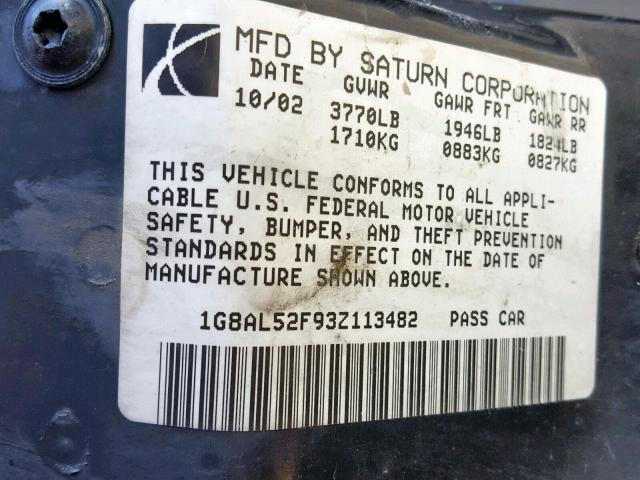 MFD BY SATURN CORPORATION
DATE GVWR GAWR FRT GAWR RR
10/02 3770LB 1946LB 1824LB
1710KG 0883KG 0827KG
THIS VEHICLE CONFORMS TO ALL APPLI-
CABLE U.S. FEDERAL MOTOR VEHICLE
SAFETY, BUMPER, AND THEFT PREVENTION
STANDARDS IN EFFECT ON THE DATE OF
MANUFACTURE SHOWN ABOVE.
1G8AL52F93Z113482 PASS CAR